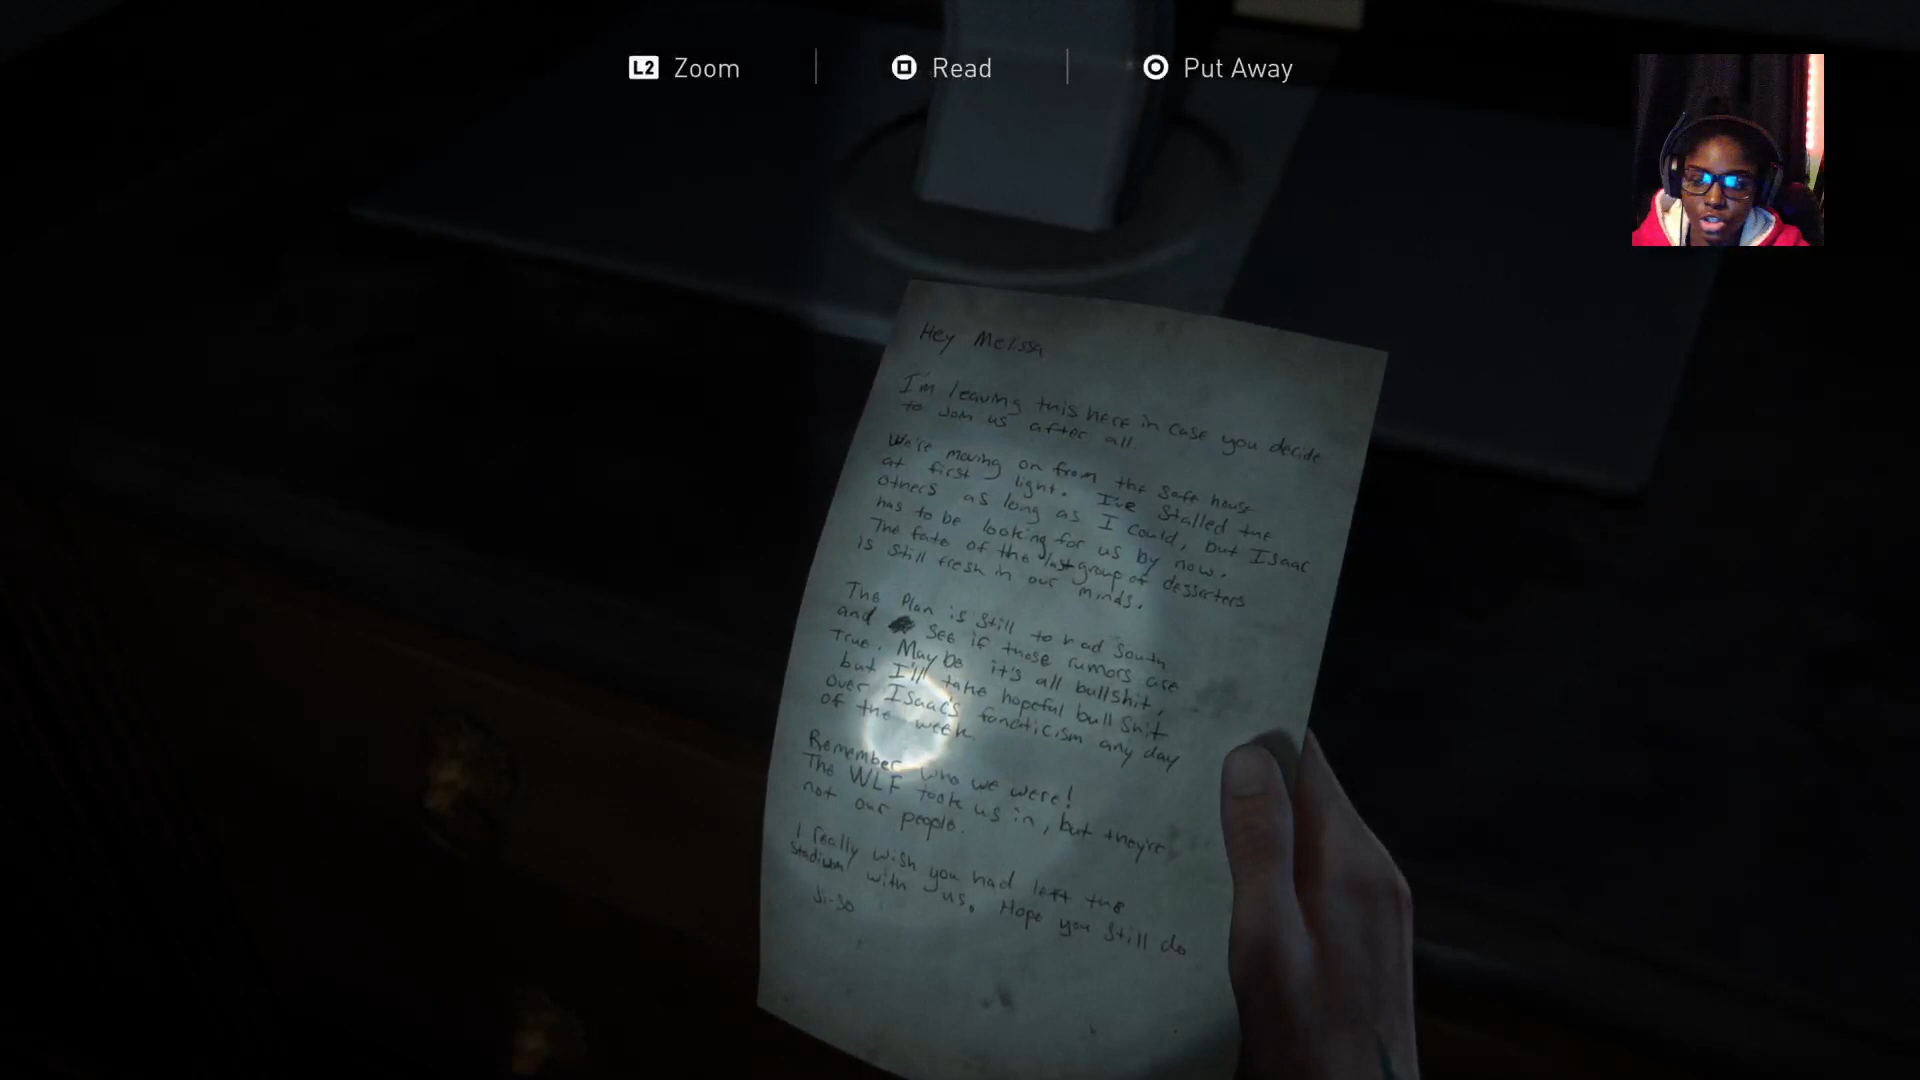 L2 Zoom
Read
Put Away
Hey Melissa
I'm leaving this here in case you decide
to Join us after all.
We're moving on from the safe house
at first light. I've stalled the
others as long as I could, but Isaac
has to be looking for us by now.
The fate of the last group of desserters
is still fresh in our minds.
The Plan is still to head South
and see if those rumors are
True. Maybe it's all bullshit,
but I'll take hopeful bullshit
over Isaac's fanaticism any day
of the week.
Remember who we were!
The WLF took us in, but they're
not our people.
I really wish you had left the
Stadium with us. Hope you still do
Ji-So